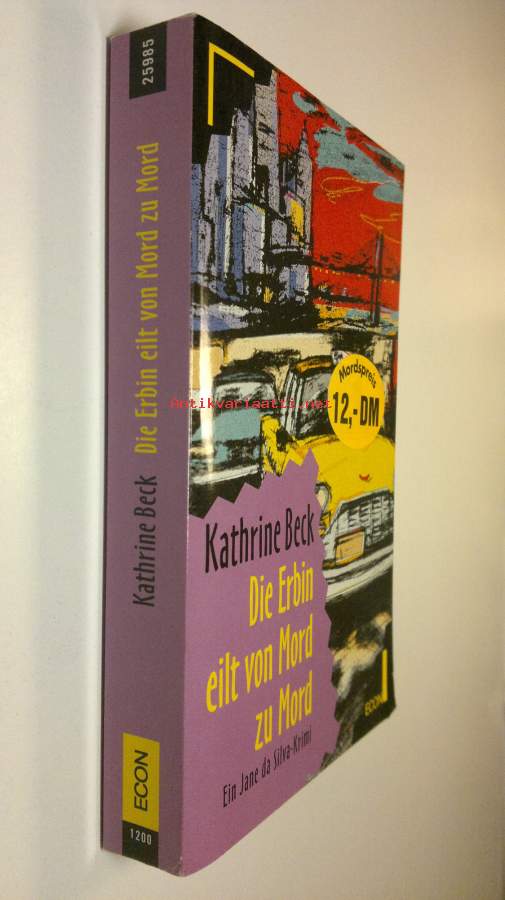 25985
Kathrine Beck Die Erbin eilt von Mord zu Mord
ECON
1200
Mordspreis
12,-DM
antikvariaatti.net
Kathrine Beck
Die Erbin
eilt von Mord
zu Mord
Ein Jane da Silva-Krimi
ECON